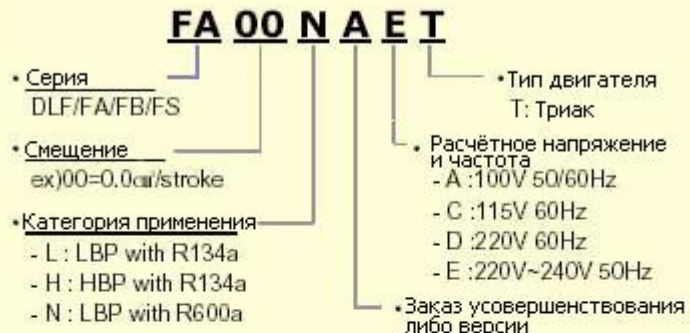 FA 00 N A E T
• Серия
DLF/FA/FB/FS
• Смещение
ex)00=0.0㎤/stroke
•Категория применения
- L : LBP with R134a
- H : HBP with R134a
- N : LBP with R600a
•Тип двигателя
T: Триак
• Расчётное напряжение
и частота
- A :100V 50/60Hz
- C :115V 60Hz
- D :220V 60Hz
- E :220V~240V 50Hz
•Заказ усовершенствования
либо версии